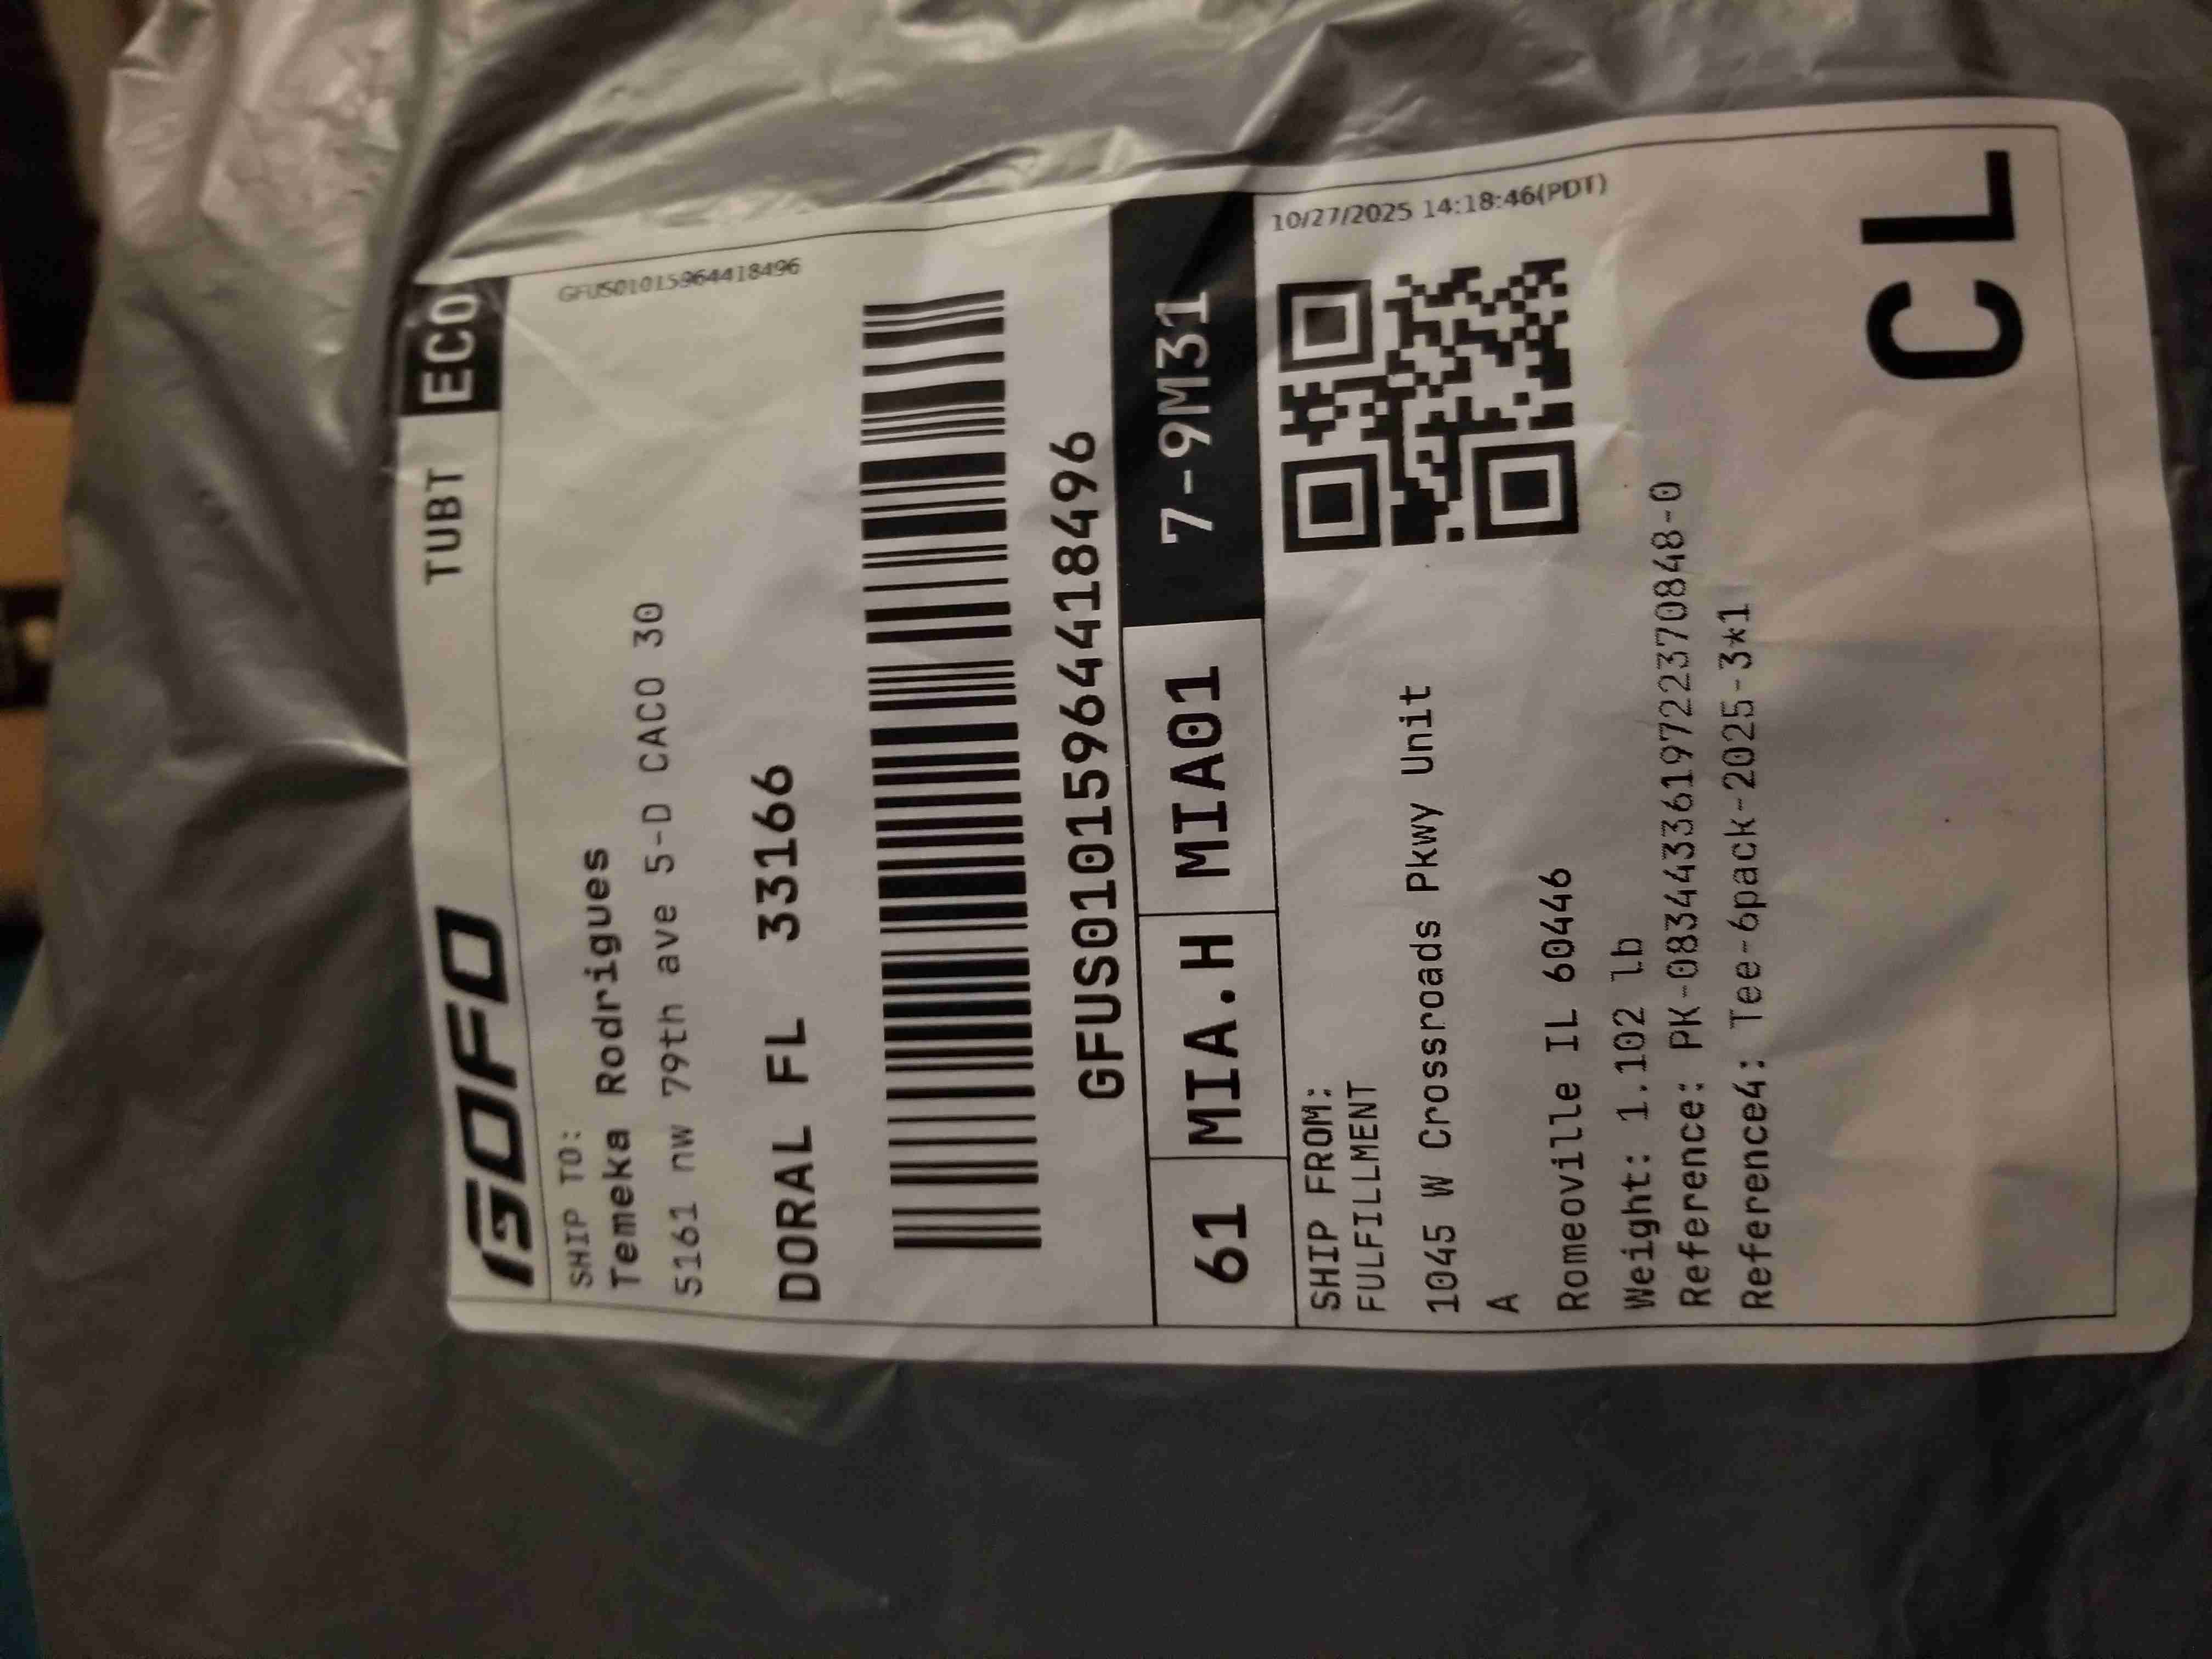 GOFO TUBT ECO
GFUS01015964418496
SHIP TO:
Temeka Rodrigues
5161 nw 79th ave 5-D CACO 30
DORAL FL 33166
GFUS01015964418496
61 MIA.H MIA01 7-9M31
10/27/2025 14:18:46(PDT)
SHIP FROM:
FULFILLMENT
1045 W Crossroads Pkwy Unit
A
Romeoville IL 60446
Weight: 1.102 lb
Reference: PK-08344336197223370848-0
Reference4: Tee-6pack-2025-3*1
CL